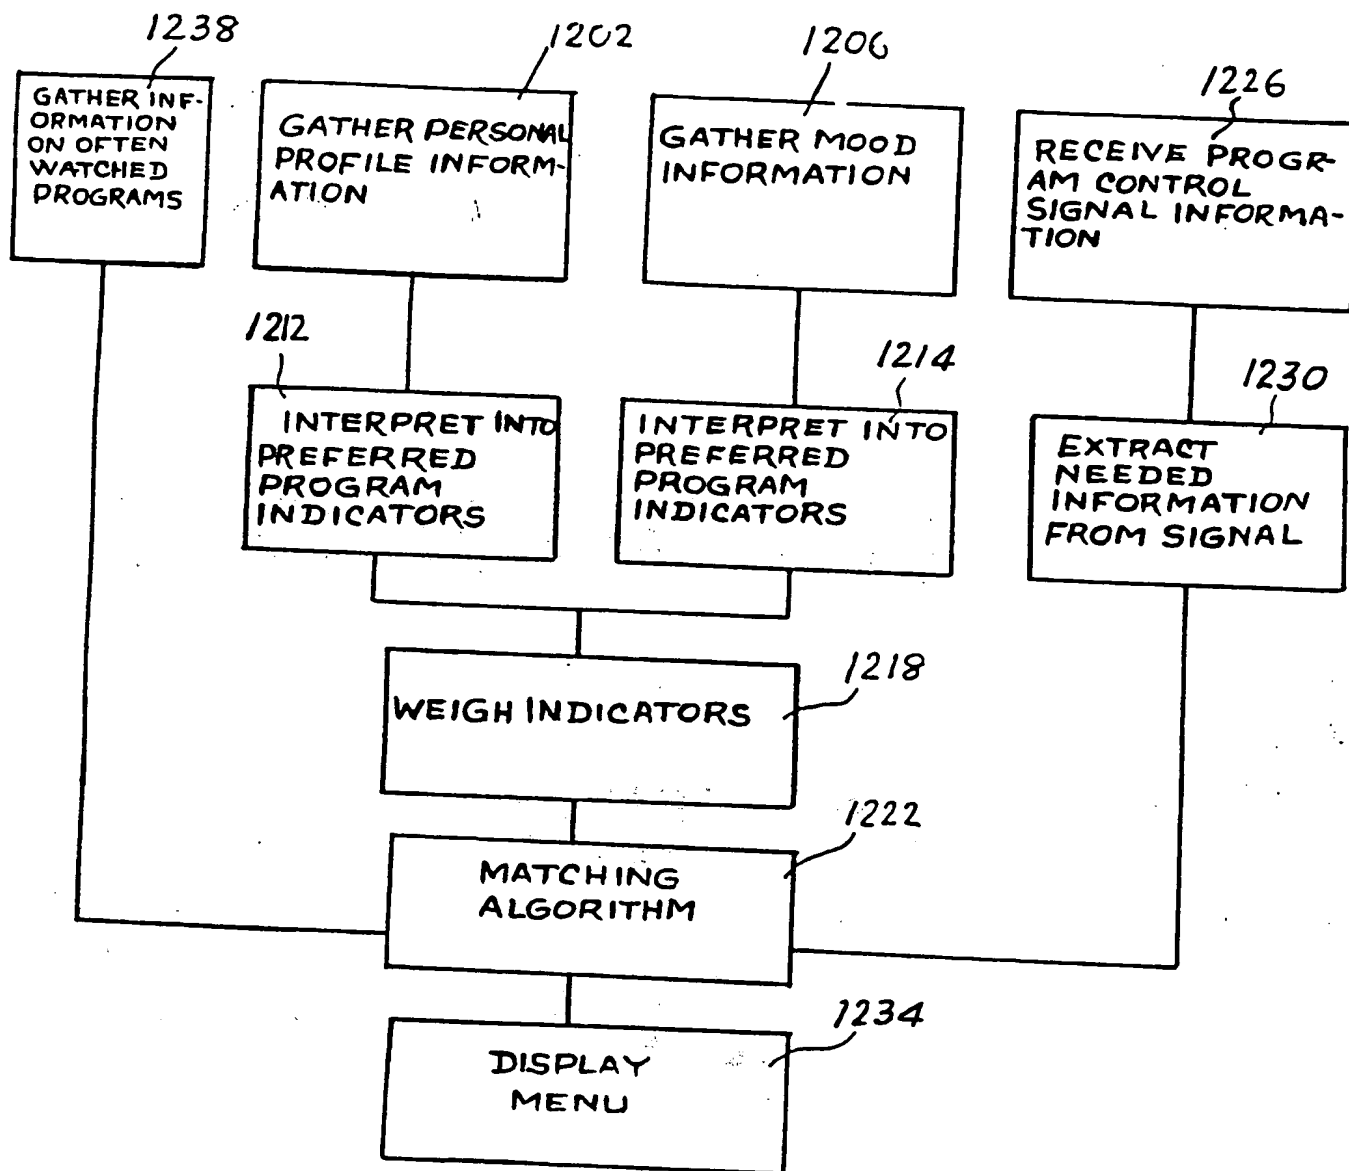 1238
GATHER INF-
ORMATION
ON OFTEN
WATCHED
PROGRAMS
1202
GATHER PERSONAL
PROFILE INFORM-
ATION
1206
GATHER MOOD
INFORMATION
1226
RECEIVE PROGR-
AM CONTROL
SIGNAL INFORMA-
TION
1212
INTERPRET INTO
PREFERRED
PROGRAM
INDICATORS
1214
INTERPRET INTO
PREFERRED
PROGRAM
INDICATORS
1230
EXTRACT
NEEDED
INFORMATION
FROM SIGNAL
1218
WEIGH INDICATORS
1222
MATCHING
ALGORITHM
1234
DISPLAY
MENU